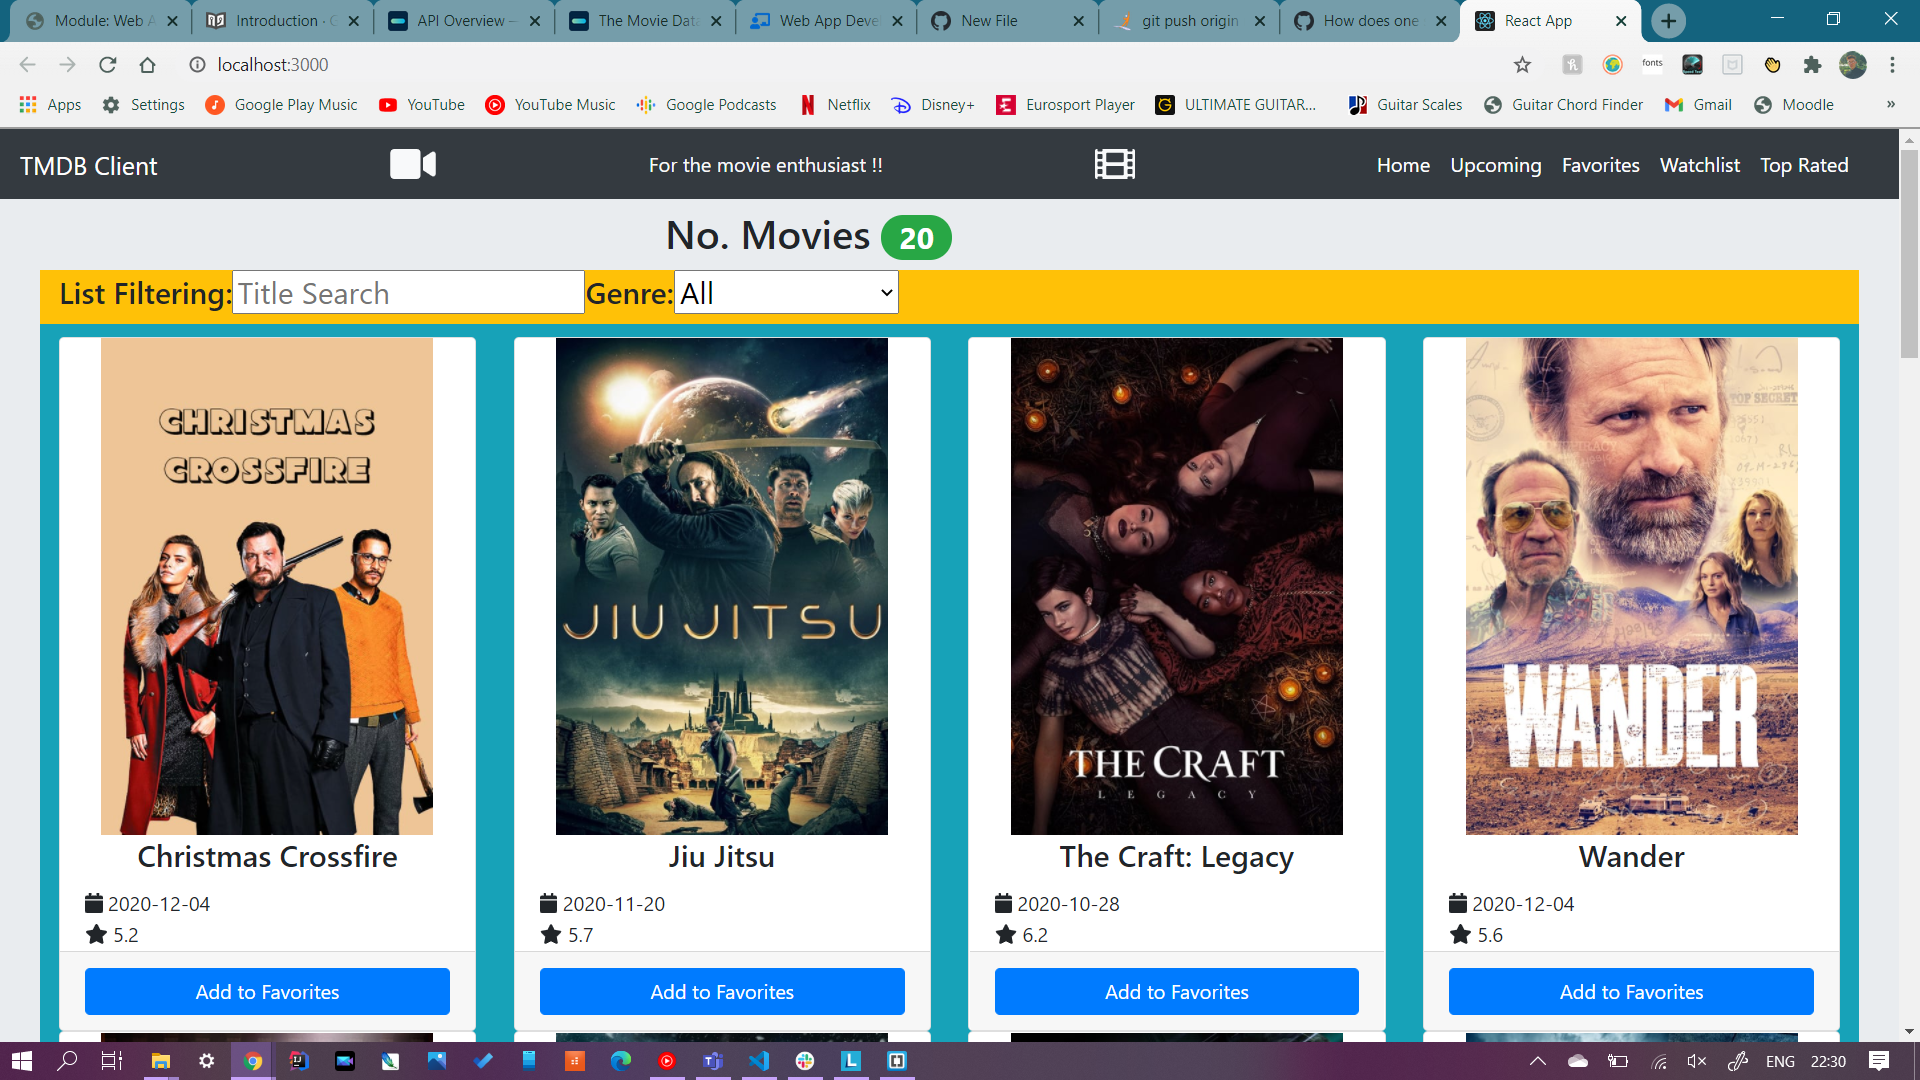 Module: Web A
Introduction · G
API Overview —
The Movie Data
Web App Devel
New File
git push origin
How does one
React App
localhost:3000
fonts
Apps Settings Google Play Music YouTube YouTube Music Google Podcasts Netflix Disney+ Eurosport Player ULTIMATE GUITAR... Guitar Scales Guitar Chord Finder Gmail Moodle »
TMDB Client For the movie enthusiast !! Home Upcoming Favorites Watchlist Top Rated
No. Movies 20
List Filtering: Title Search Genre: All
CHRISTMAS
CROSSFIRE
JIU JITSU
THE CRAFT
LEGACY
TOP SECRET
WANDER
Christmas Crossfire
2020-12-04
5.2
Add to Favorites
Jiu Jitsu
2020-11-20
5.7
Add to Favorites
The Craft: Legacy
2020-10-28
6.2
Add to Favorites
Wander
2020-12-04
5.6
Add to Favorites
ENG 22:30